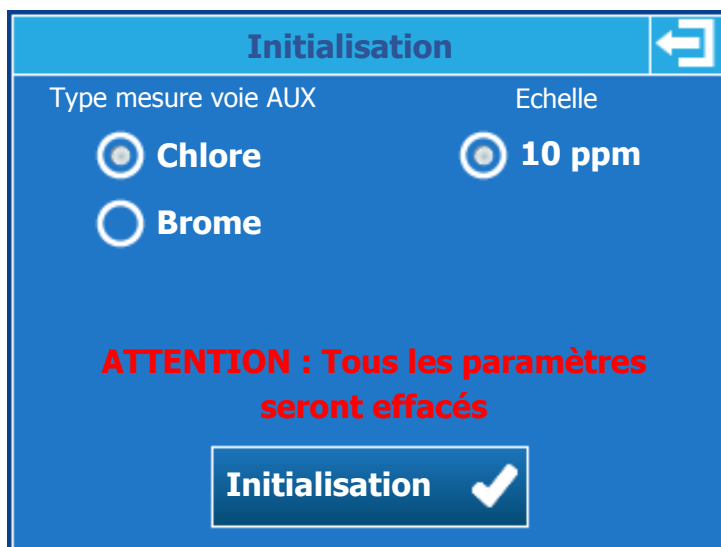 Initialisation
Type mesure voie AUX
Echelle
Chlore
10 ppm
Brome
ATTENTION : Tous les paramètres
seront effacés
Initialisation